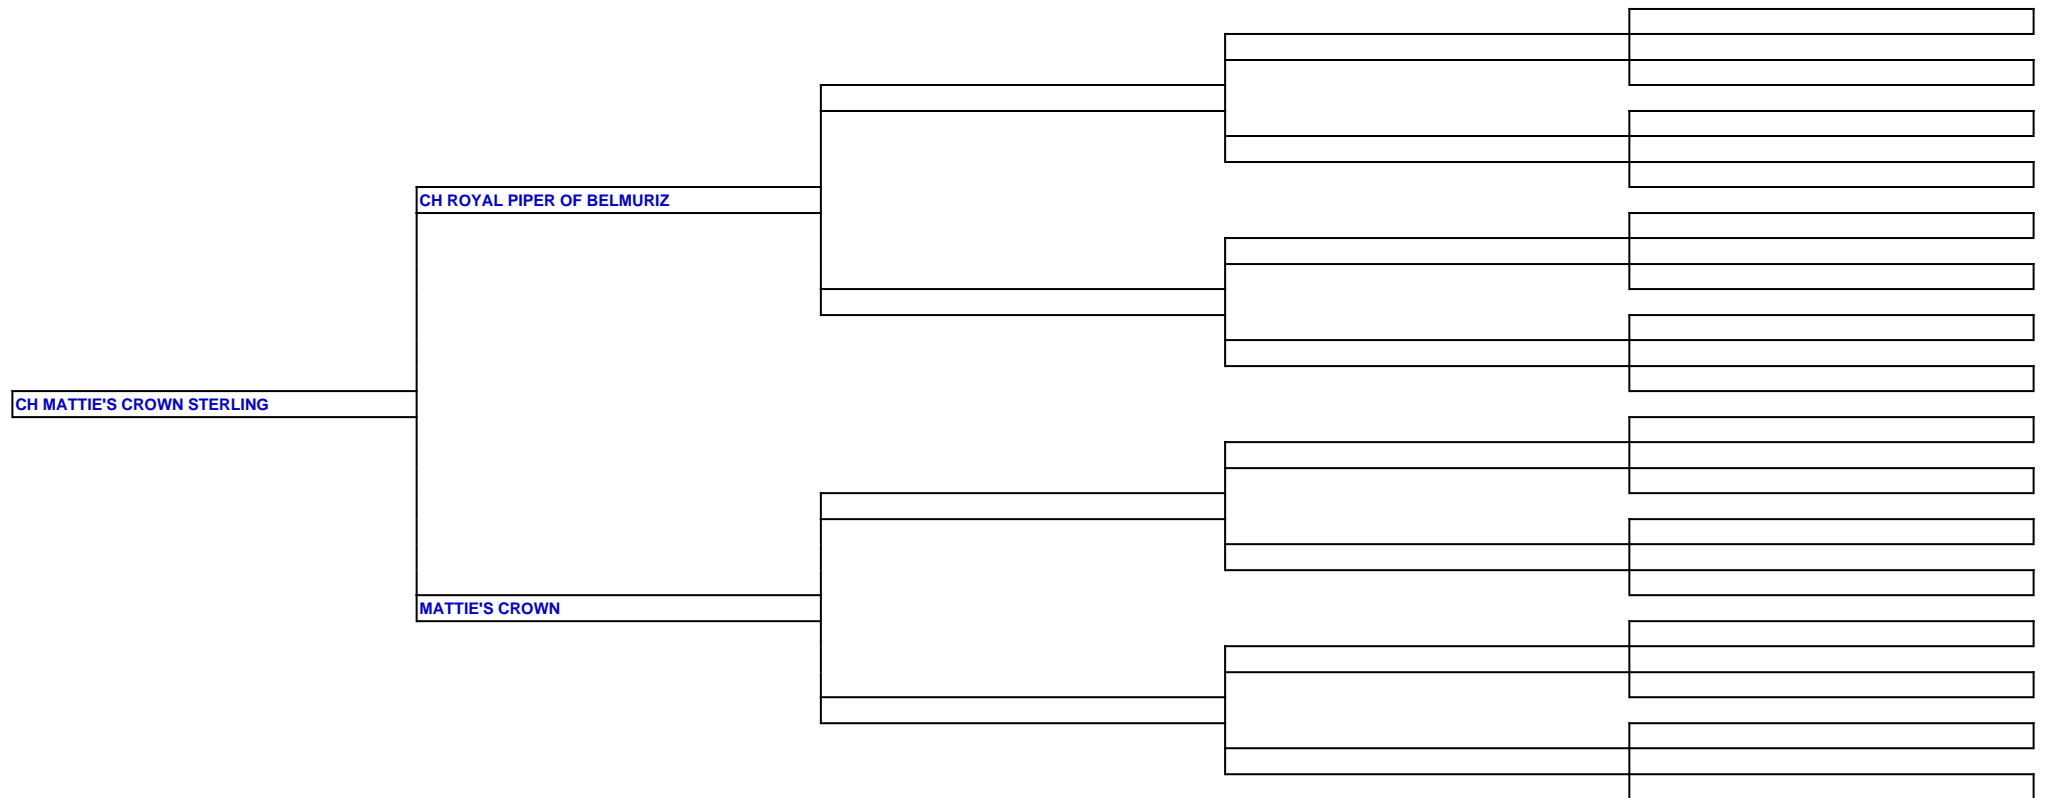 CH ROYAL PIPER OF BELMURIZ
CH MATTIE'S CROWN STERLING
MATTIE'S CROWN